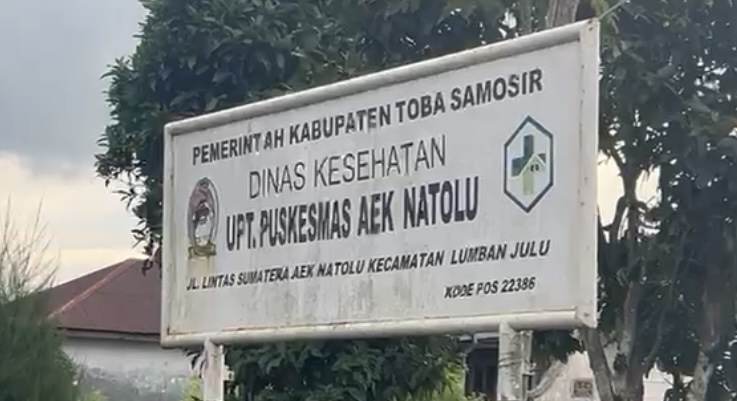 PEMERINTAH KABUPATEN TOBA SAMOSIR
DINAS KESEHATAN
UPT. PUSKESMAS AEK NATOLU
JL. LINTAS SUMATERA AEK NATOLU KECAMATAN LUMBAN JULU
KODE POS 22386